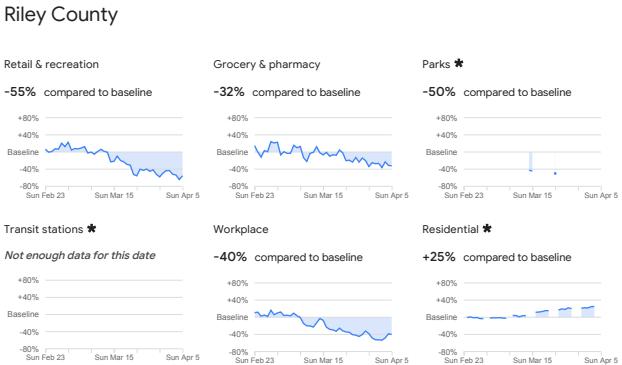 Riley County
Retail & recreation
-55% compared to baseline
+80%
+40%
Baseline
-40%
-80%
Sun Feb 23 Sun Mar 15 Sun Apr 5
Grocery & pharmacy
-32% compared to baseline
+80%
+40%
Baseline
-40%
-80%
Sun Feb 23 Sun Mar 15 Sun Apr 5
Parks *
-50% compared to baseline
+80%
+40%
Baseline
-40%
-80%
Sun Feb 23 Sun Mar 15 Sun Apr 5
Transit stations *
Not enough data for this date
+80%
+40%
Baseline
-40%
-80%
Sun Feb 23 Sun Mar 15 Sun Apr 5
Workplace
-40% compared to baseline
+80%
+40%
Baseline
-40%
-80%
Sun Feb 23 Sun Mar 15 Sun Apr 5
Residential *
+25% compared to baseline
+80%
+40%
Baseline
-40%
-80%
Sun Feb 23 Sun Mar 15 Sun Apr 5